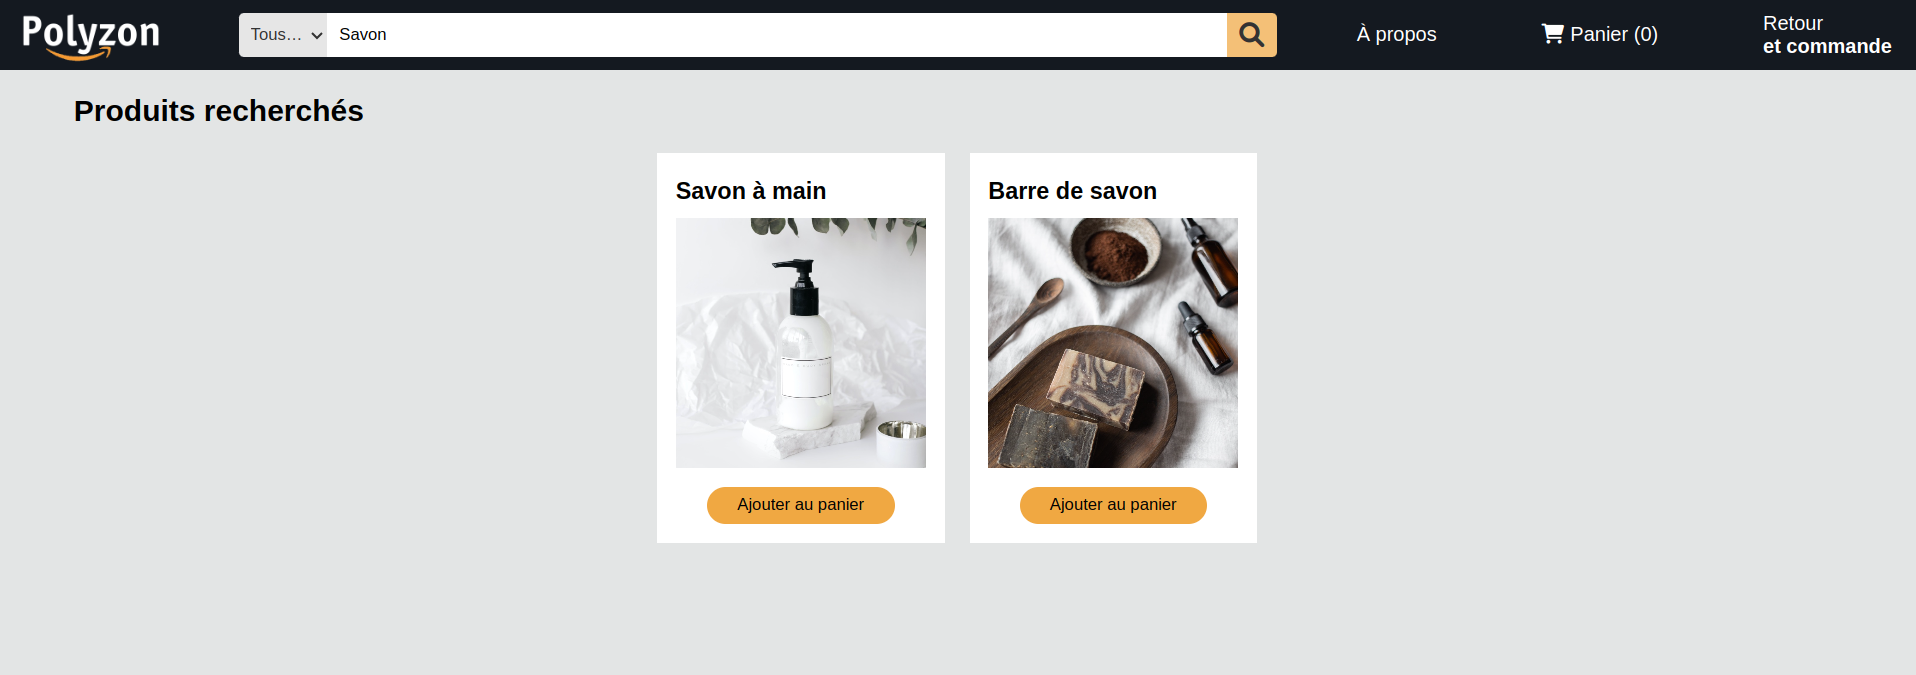 Polyzon
Tous…
Savon
À propos
Panier (0)
Retour
et commande
Produits recherchés
Savon à main
Barre de savon
Ajouter au panier
Ajouter au panier